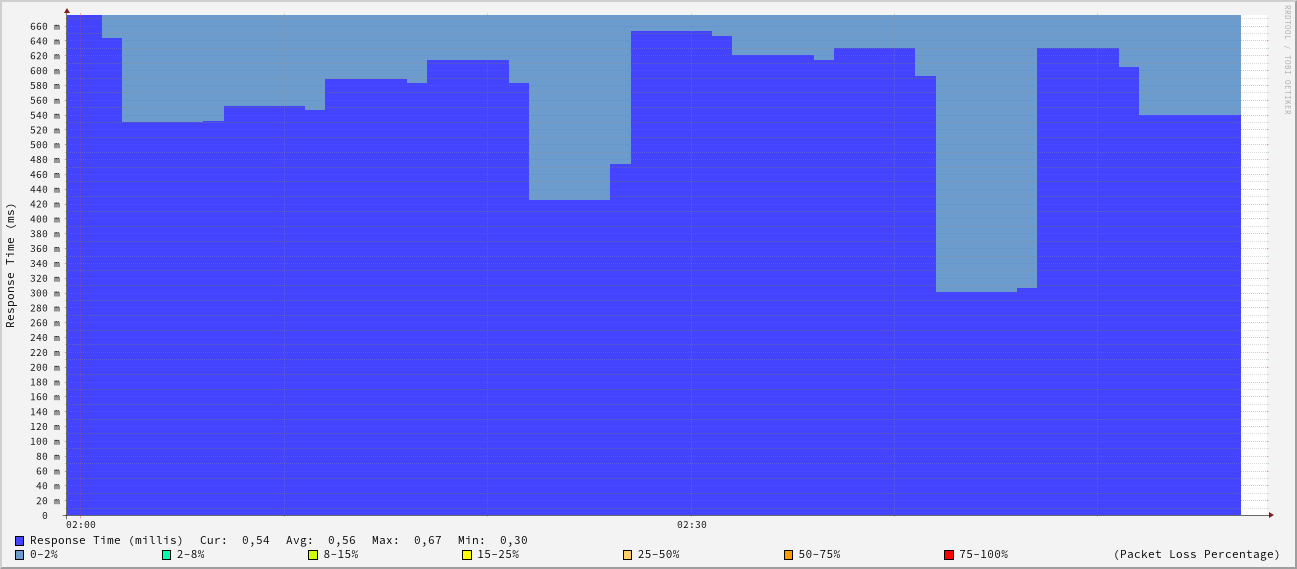 RRDTOOL / TOBI OETIKER
Response Time (ms)
660 m
640 m
620 m
600 m
580 m
560 m
540 m
520 m
500 m
480 m
460 m
440 m
420 m
400 m
380 m
360 m
340 m
320 m
300 m
280 m
260 m
240 m
220 m
200 m
180 m
160 m
140 m
120 m
100 m
80 m
60 m
40 m
20 m
0
02:00 02:30
Response Time (millis) Cur: 0,54 Avg: 0,56 Max: 0,67 Min: 0,30
0-2% 2-8% 8-15% 15-25% 25-50% 50-75% 75-100% (Packet Loss Percentage)